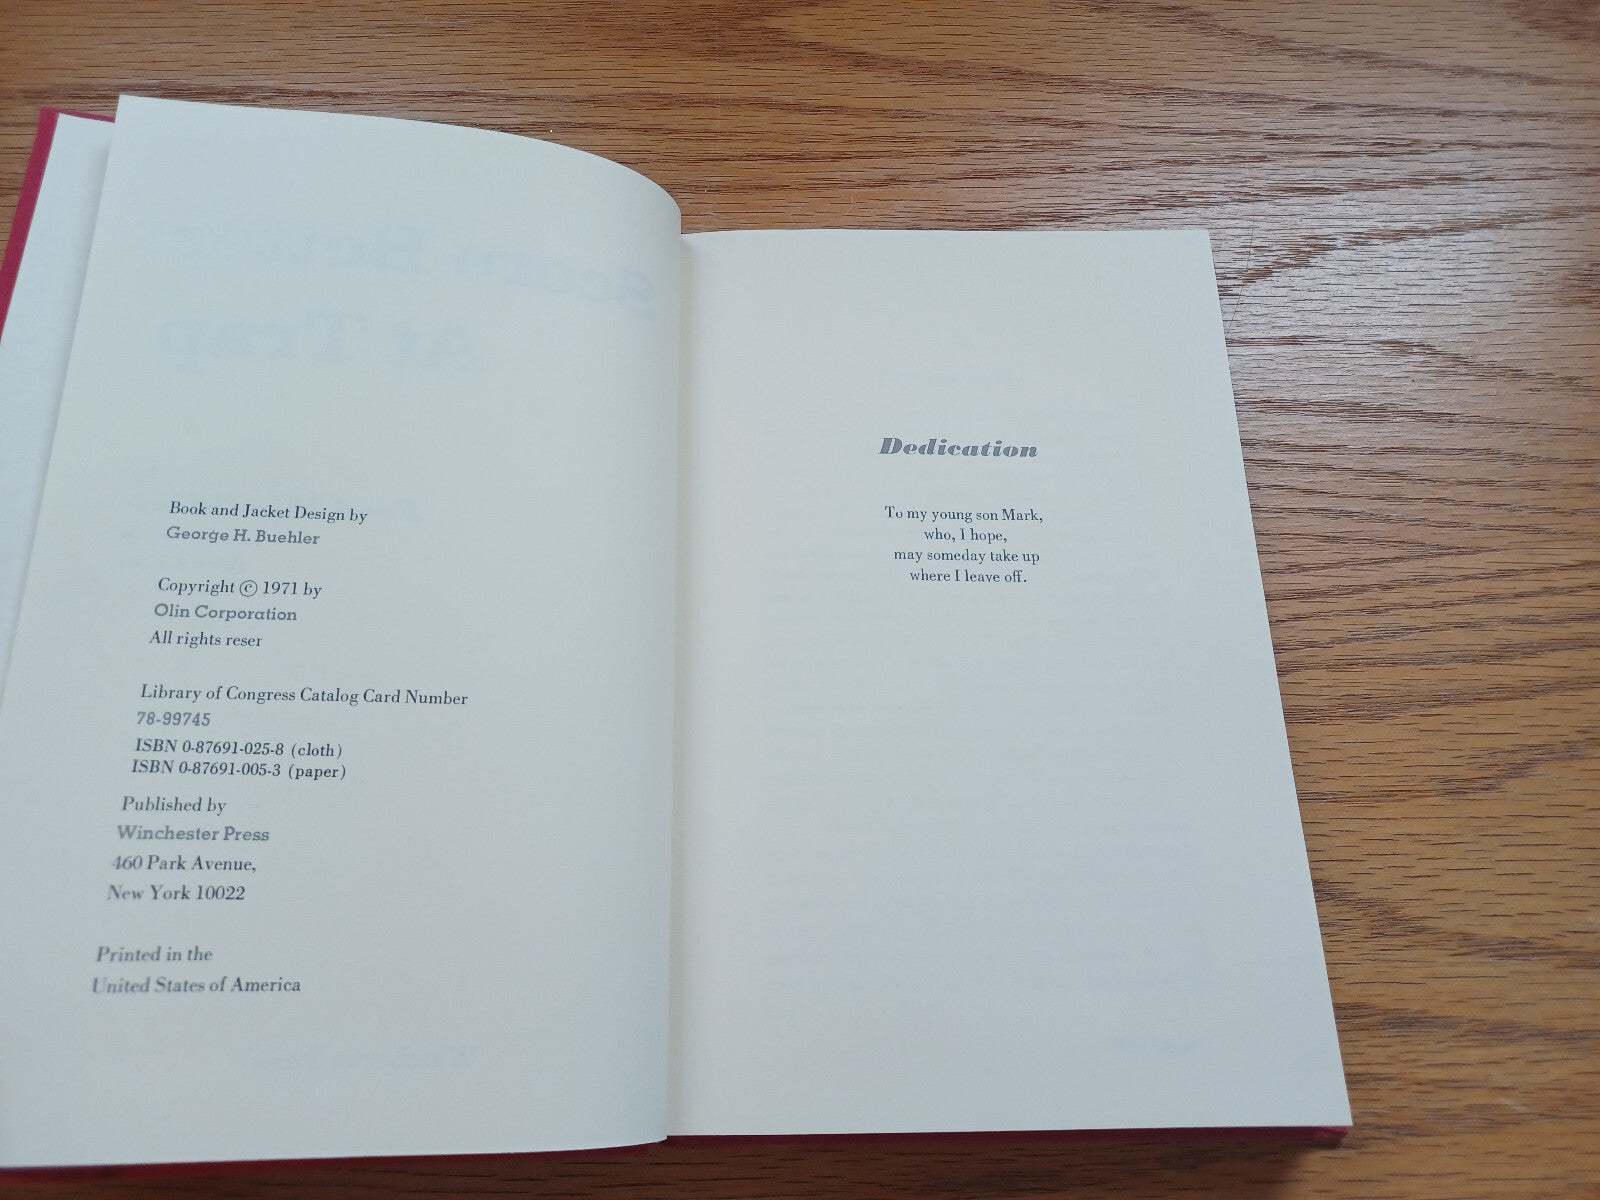 Book and Jacket Design by
George H. Buehler
Copyright © 1971 by
Olin Corporation
All rights reser
Library of Congress Catalog Card Number
78-99745
ISBN 0-87691-025-8 (cloth)
ISBN 0-87691-005-3 (paper)
Published by
Winchester Press
460 Park Avenue,
New York 10022
Printed in the
United States of America
Dedication
To my young son Mark,
who, I hope,
may someday take up
where I leave off.